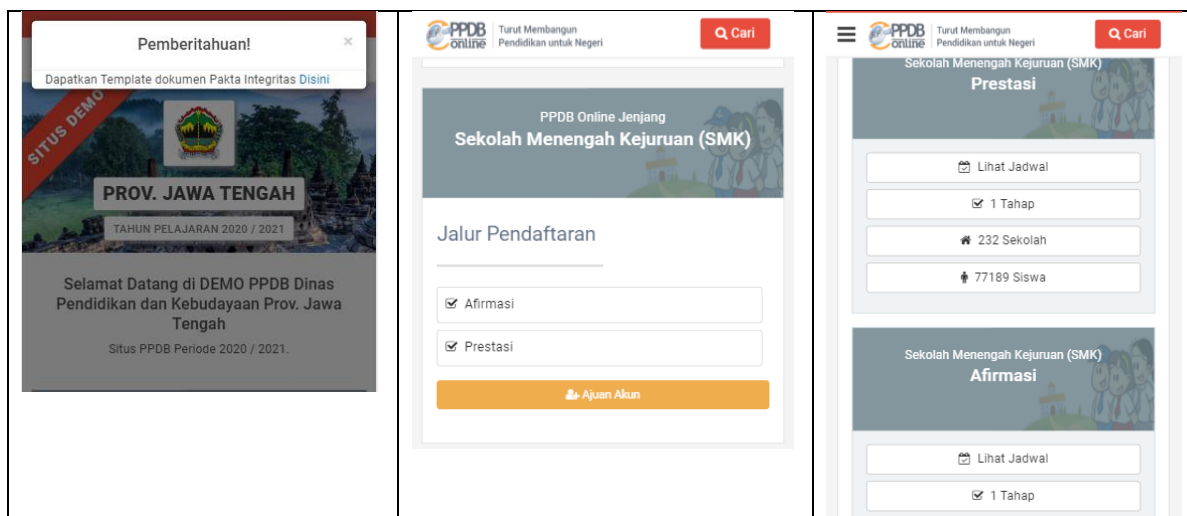 Pemberitahuan!
×
Dapatkan Template dokumen Pakta Integritas Disini
SITUS DEMO
PROV. JAWA TENGAH
TAHUN PELAJARAN 2020 / 2021
Selamat Datang di DEMO PPDB Dinas
Pendidikan dan Kebudayaan Prov. Jawa
Tengah
Situs PPDB Periode 2020 / 2021.
PPDB
online
Turut Membangun
Pendidikan untuk Negeri
Cari
PPDB Online Jenjang
Sekolah Menengah Kejuruan (SMK)
Jalur Pendaftaran
Afirmasi
Prestasi
Ajuan Akun
PPDB
online
Turut Membangun
Pendidikan untuk Negeri
Cari
Sekolah Menengah Kejuruan (SMK)
Prestasi
Lihat Jadwal
1 Tahap
232 Sekolah
77189 Siswa
Sekolah Menengah Kejuruan (SMK)
Afirmasi
Lihat Jadwal
1 Tahap